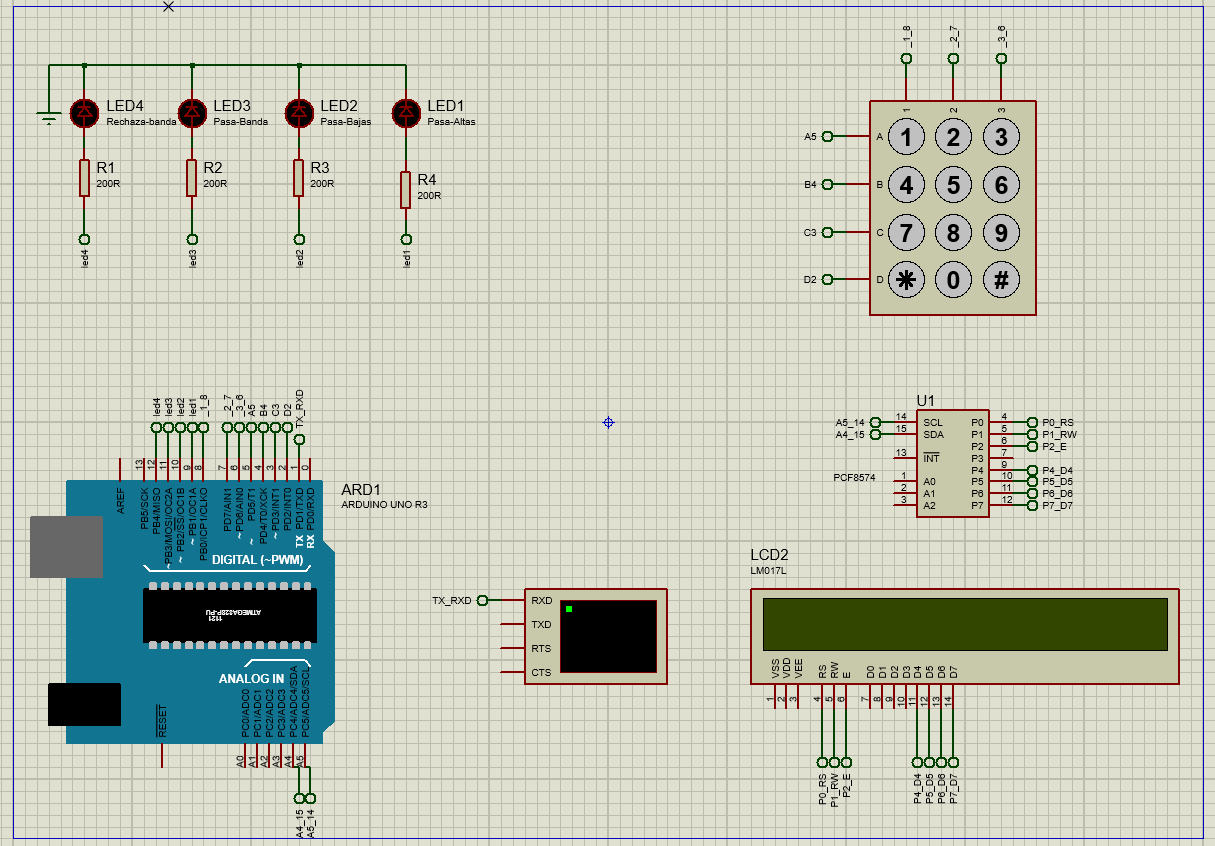 _1_8
_2_7
_3_6
LED4
Rechaza-banda
LED3
Pasa-Banda
LED2
Pasa-Bajas
LED1
Pasa-Altas
R1
200R
R2
200R
R3
200R
R4
200R
led4
led3
led2
led1
1
2
3
A5
A
1 2 3
B4
B
4 5 6
C3
C
7 8 9
D2
D
* 0 #
led4
led3
led2
led1
_1_8
_2_7
_3_6
A5
B4
C3
D2
TX_RXD
13
12
11
10
9
8
7
6
5
4
3
2
1
0
ARD1
ARDUINO UNO R3
AREF
PB5/SCK
PB4/MISO
~PB3/MOSI/OC2A
~ PB2/SS/OC1B
~ PB1/OC1A
PB0/ICP1/CLKO
PD7/AIN1
~ PD6/AIN0
~ PD5/T1
PD4/T0/XCK
~ PD3/INT1
PD2/INT0
TX PD1/TXD
RX PD0/RXD
DIGITAL (~PWM)
ATMEGA328P-PU
1121
ANALOG IN
RESET
PC0/ADC0
PC1/ADC1
PC2/ADC2
PC3/ADC3
PC4/ADC4/SDA
PC5/ADC5/SCL
A0
A1
A2
A3
A4
A5
A4_15
A5_14
TX_RXD
RXD
TXD
RTS
CTS
U1
PCF8574
A5_14
14
SCL
A4_15
15
SDA
13
INT
1
A0
2
A1
3
A2
P0
4
P0_RS
P1
5
P1_RW
P2
6
P2_E
P3
7
P4
9
P4_D4
P5
10
P5_D5
P6
11
P6_D6
P7
12
P7_D7
LCD2
LM017L
VSS
VDD
VEE
RS
RW
E
D0
D1
D2
D3
D4
D5
D6
D7
1
2
3
4
5
6
7
8
9
10
11
12
13
14
P0_RS
P1_RW
P2_E
P4_D4
P5_D5
P6_D6
P7_D7